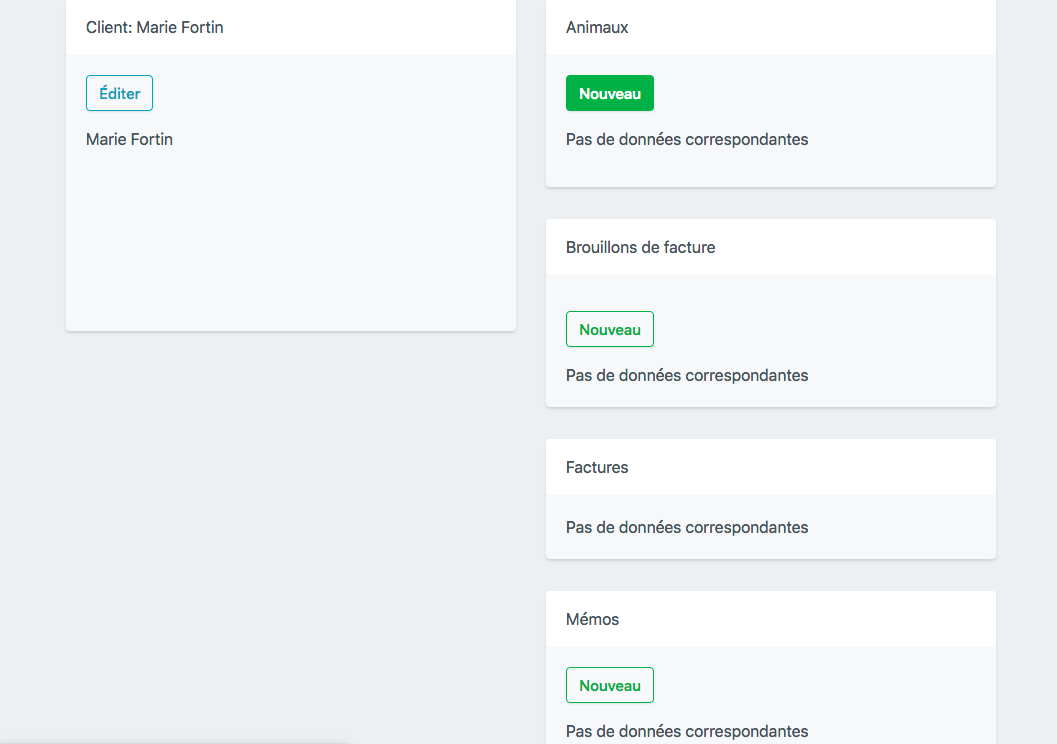 Client: Marie Fortin
Éditer
Marie Fortin
Animaux
Nouveau
Pas de données correspondantes
Brouillons de facture
Nouveau
Pas de données correspondantes
Factures
Pas de données correspondantes
Mémos
Nouveau
Pas de données correspondantes